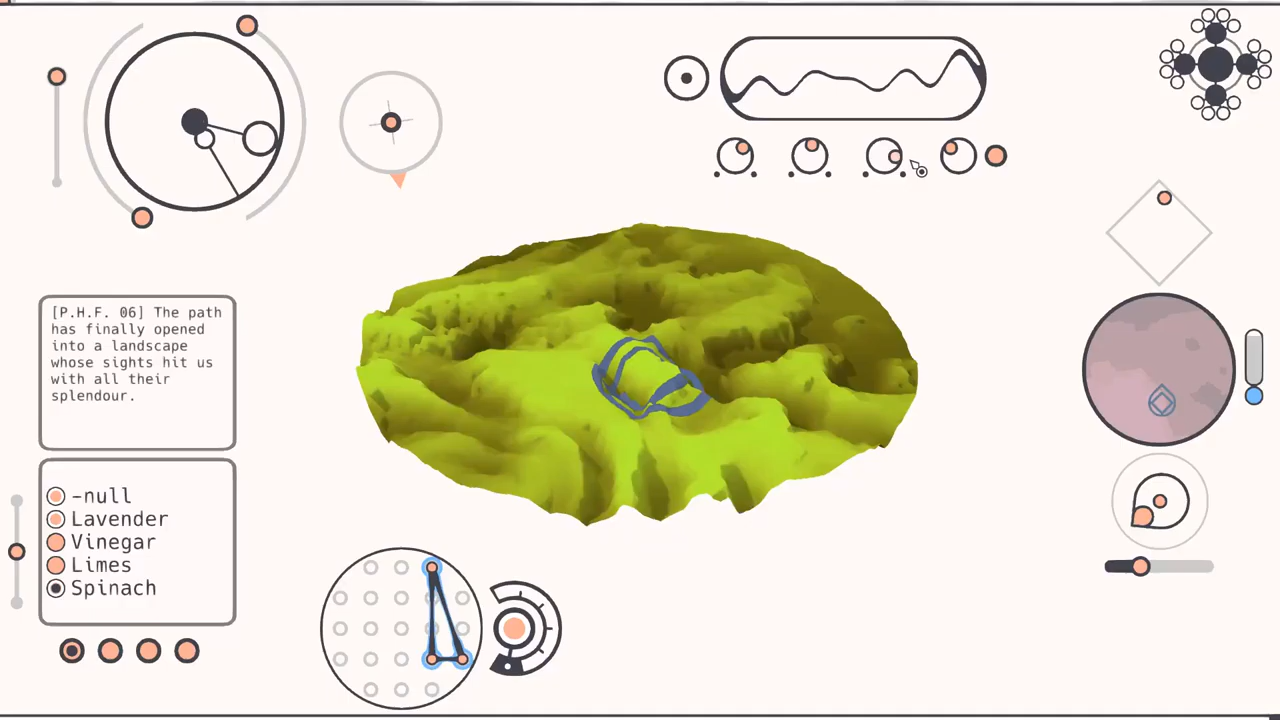 [P.H.F. 06] The path
has finally opened
into a landscape
whose sights hit us
with all their
splendour.
-null
Lavender
Vinegar
Limes
Spinach